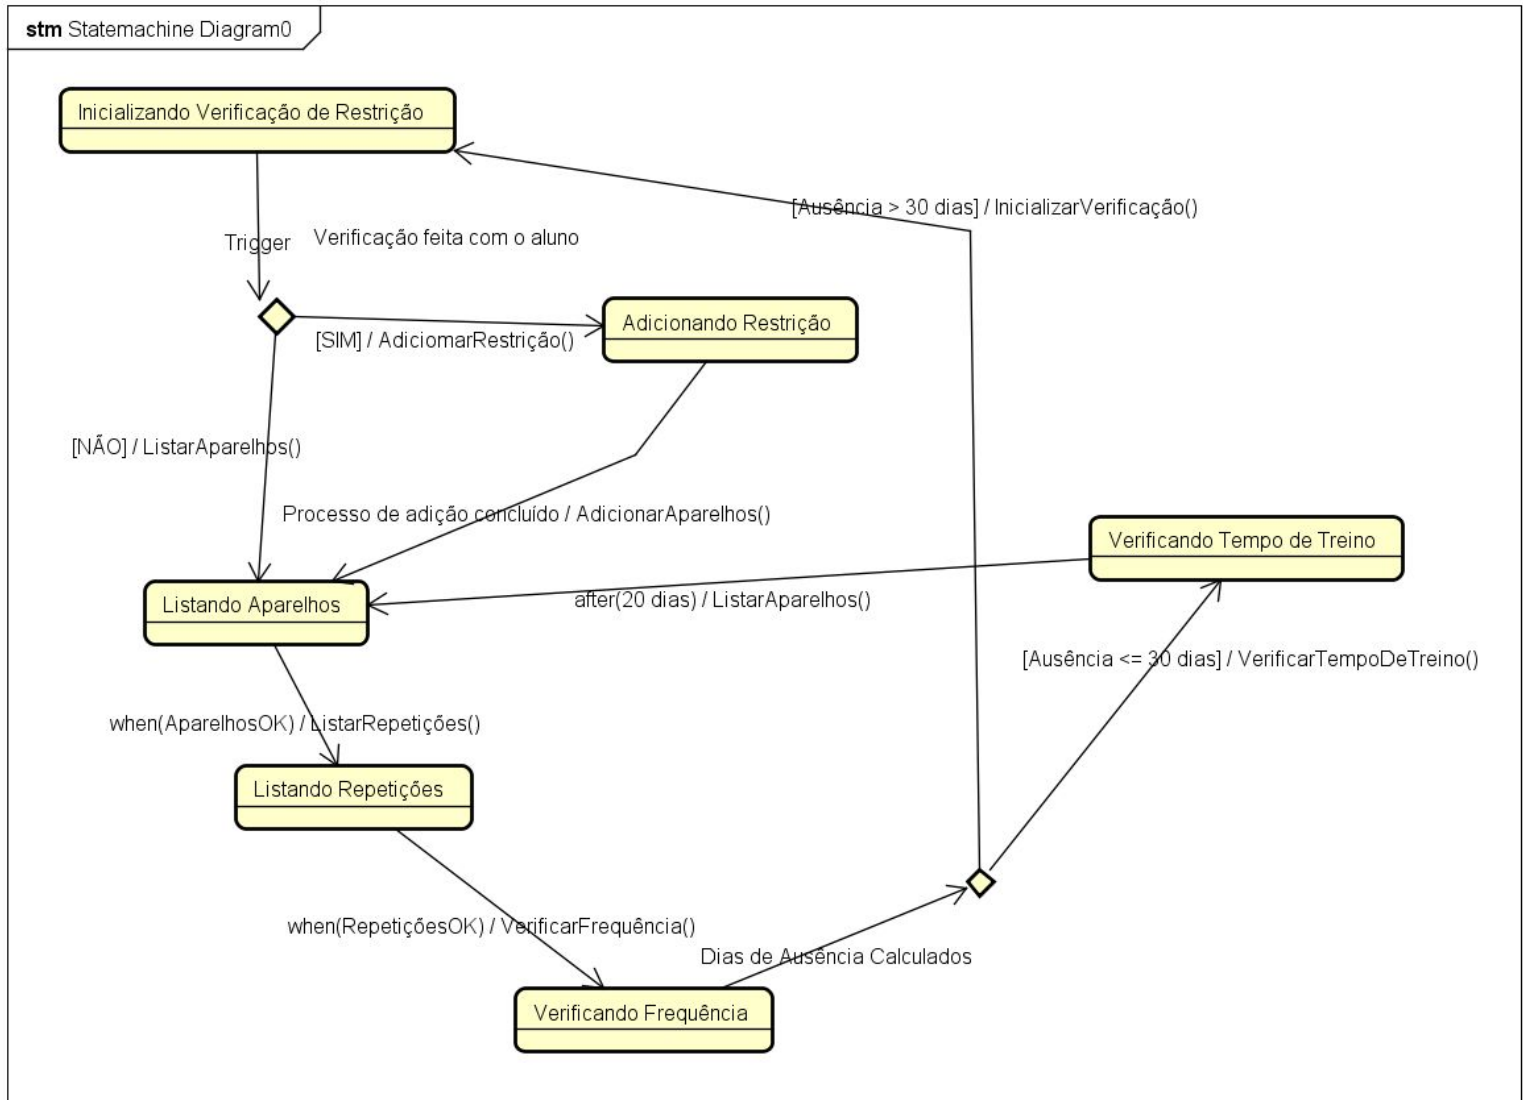 stm Statemachine Diagram0
Inicializando Verificação de Restrição
[Ausência > 30 dias] / InicializarVerificação()
Trigger
Verificação feita com o aluno
Adicionando Restrição
[SIM] / AdiciomarRestrição()
[NÃO] / ListarAparelhos()
Processo de adição concluído / AdicionarAparelhos()
Verificando Tempo de Treino
Listando Aparelhos
after(20 dias) / ListarAparelhos()
[Ausência <= 30 dias] / VerificarTempoDeTreino()
when(AparelhosOK) / ListarRepetições()
Listando Repetições
when(RepetiçõesOK) / VerificarFrequência()
Dias de Ausência Calculados
Verificando Frequência